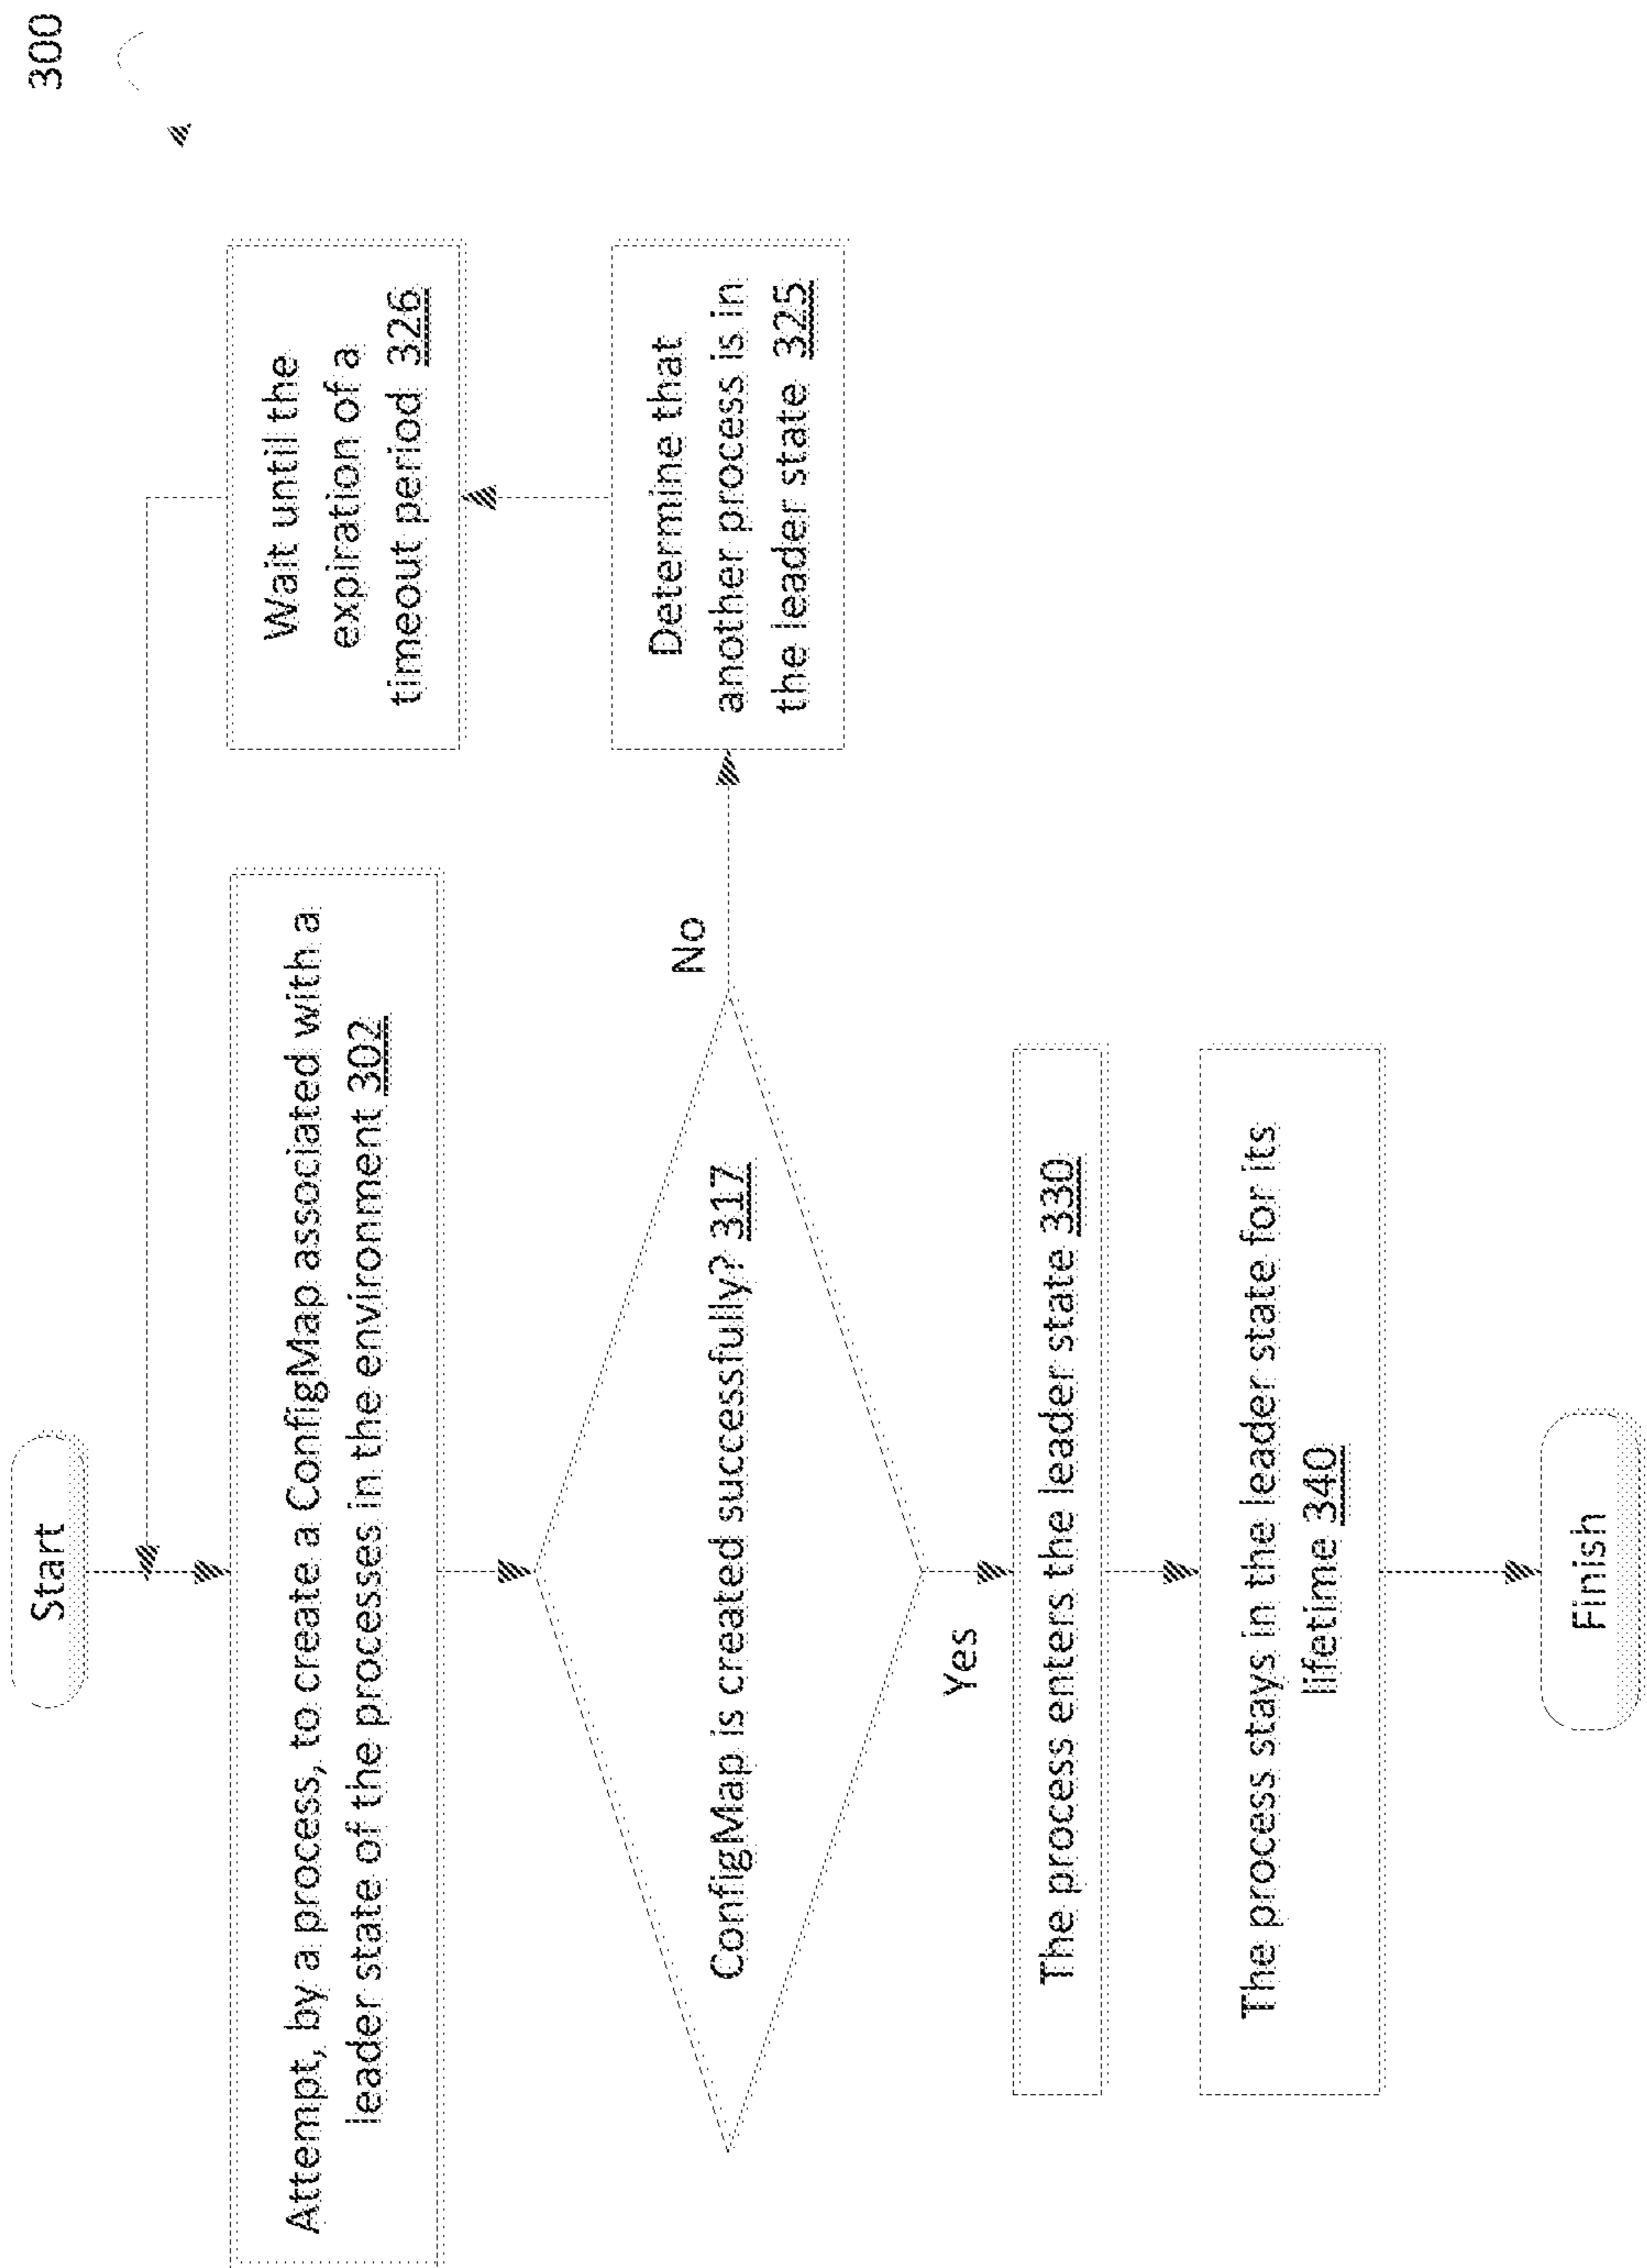 300
Start
Attempt, by a process, to create a ConfigMap associated with a
leader state of the processes in the environment 302
Wait until the
expiration of a
timeout period 326
ConfigMap is created successfully? 317
No
Determine that
another process is in
the leader state 325
Yes
The process enters the leader state 330
The process stays in the leader state for its
lifetime 340
Finish